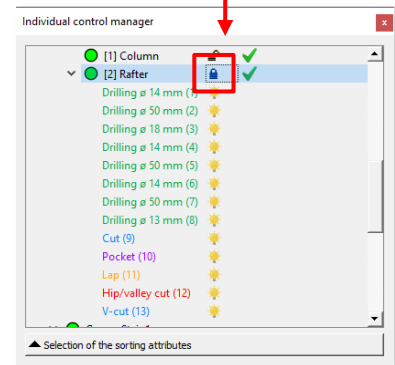 Individual control manager
x
[1] Column
[2] Rafter
Drilling ø 14 mm (1)
Drilling ø 50 mm (2)
Drilling ø 18 mm (3)
Drilling ø 14 mm (4)
Drilling ø 50 mm (5)
Drilling ø 14 mm (6)
Drilling ø 50 mm (7)
Drilling ø 13 mm (8)
Cut (9)
Pocket (10)
Lap (11)
Hip/valley cut (12)
V-cut (13)
Selection of the sorting attributes